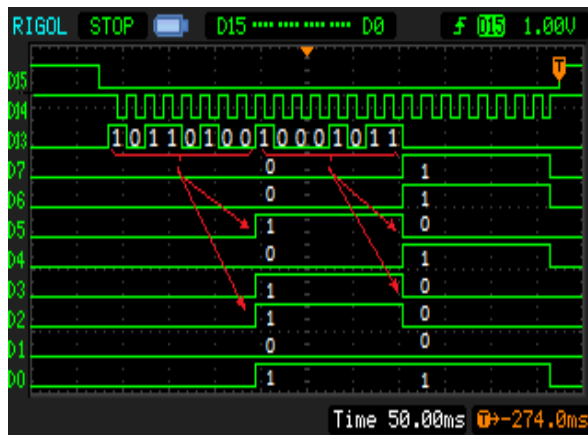 RIGOL STOP D15 D0 D15 1.00V
T
D15
D14
D13 1 0 1 1 0 1 0 0 1 0 0 0 1 0 1 1
D7 0 1
D6 0 1
D5 1 0
D4 0 1
D3 1 0
D2 1 0
D1 0 0
D0 1 1
Time 50.00ms T→-274.0ms